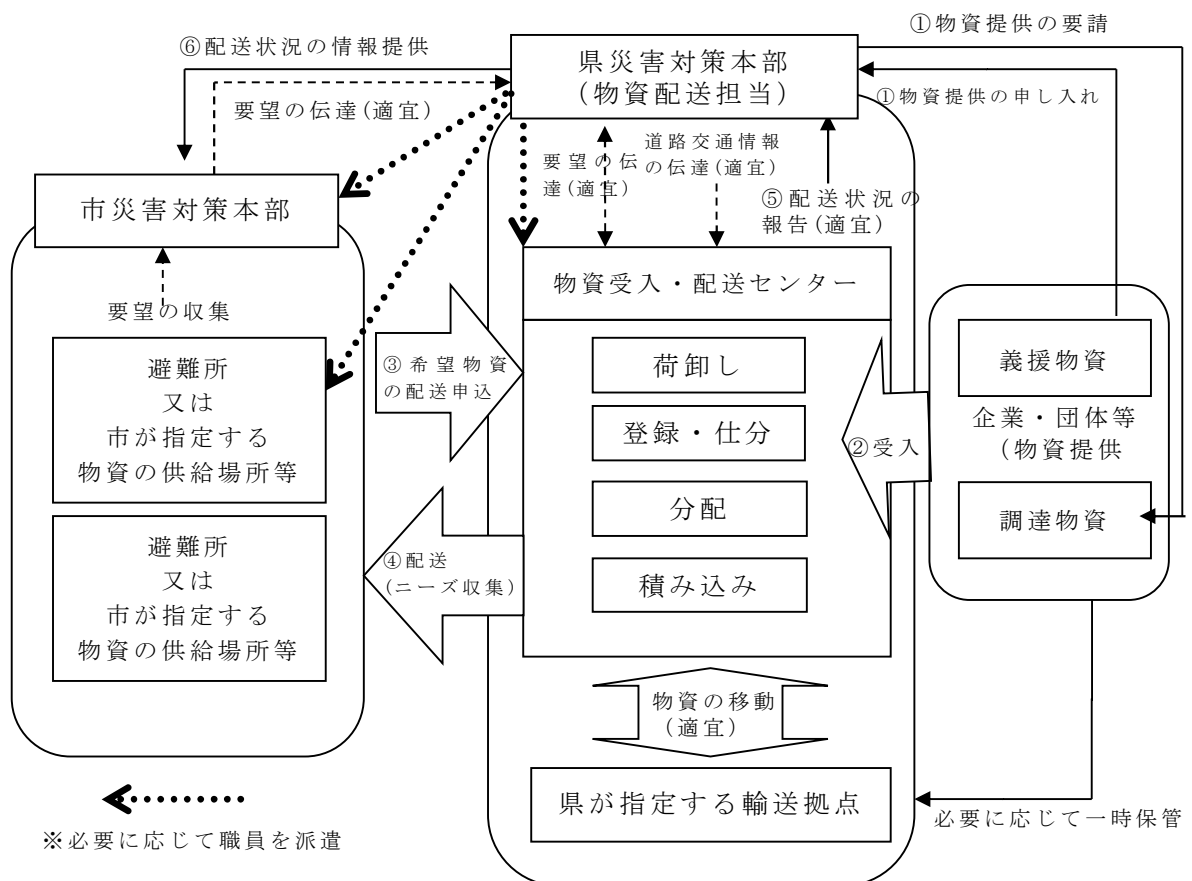 ①物資提供の要請
⑥配送状況の情報提供
県災害対策本部
(物資配送担当)
①物資提供の申し入れ
要望の伝達(適宜)
道路交通情報
の伝達(適宜)
要望の伝
達(適宜)
⑤配送状況の
報告(適宜)
市災害対策本部
物資受入・配送センター
要望の収集
避難所
又は
市が指定する
物資の供給場所等
③希望物資
の配送申込
荷卸し
登録・仕分
分配
積み込み
②受入
義援物資
企業・団体等
(物資提供
調達物資
避難所
又は
市が指定する
物資の供給場所等
④配送
(ニーズ収集)
物資の移動
(適宜)
県が指定する輸送拠点
必要に応じて一時保管
※必要に応じて職員を派遣